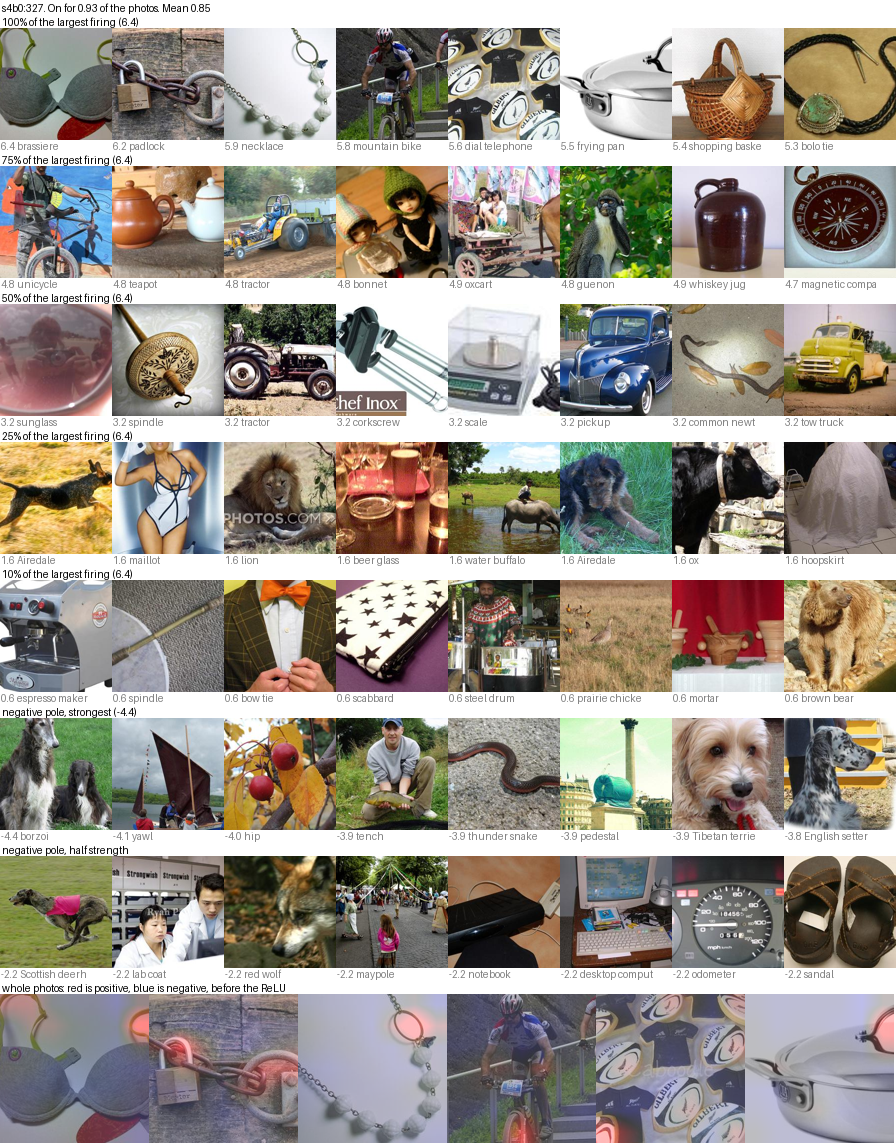 s4b0:327. On for 0.93 of the photos. Mean 0.85
100% of the largest firing (6.4)
6.4 brassiere
6.2 padlock
5.9 necklace
5.8 mountain bike
5.6 dial telephone
5.5 frying pan
5.4 shopping baske
5.3 bolo tie
75% of the largest firing (6.4)
4.8 unicycle
4.8 teapot
4.8 tractor
4.8 bonnet
4.9 oxcart
4.8 guenon
4.9 whiskey jug
4.7 magnetic compa
50% of the largest firing (6.4)
chef Inox
3.2 sunglass
3.2 spindle
3.2 tractor
3.2 corkscrew
3.2 scale
3.2 pickup
3.2 common newt
3.2 tow truck
25% of the largest firing (6.4)
PHOTOS.COM
1.6 Airedale
1.6 maillot
1.6 lion
1.6 beer glass
1.6 water buffalo
1.6 Airedale
1.6 ox
1.6 hoopskirt
10% of the largest firing (6.4)
0.6 espresso maker
0.6 spindle
0.6 bow tie
0.6 scabbard
0.6 steel drum
0.6 prairie chicke
0.6 mortar
0.6 brown bear
negative pole, strongest (-4.4)
-4.4 borzoi
-4.1 yawl
-4.0 hip
-3.9 tench
-3.9 thunder snake
-3.9 pedestal
-3.9 Tibetan terrie
-3.8 English setter
negative pole, half strength
Strongwish
-2.2 Scottish deerh
-2.2 lab coat
-2.2 red wolf
-2.2 maypole
-2.2 notebook
-2.2 desktop comput
-2.2 odometer
-2.2 sandal
whole photos: red is positive, blue is negative, before the ReLU
GILBERT